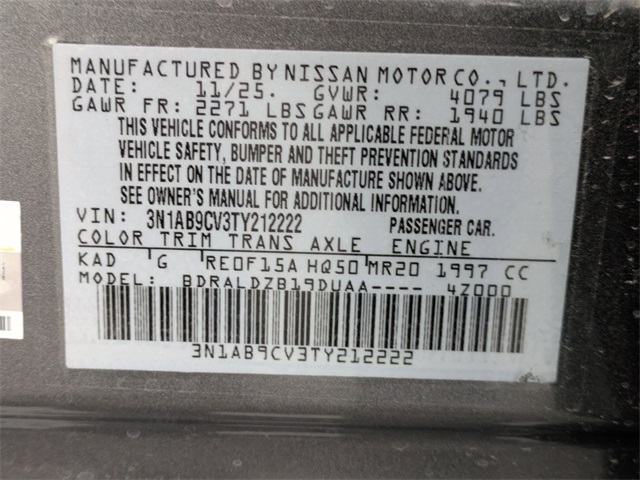 MANUFACTURED BY NISSAN MOTOR CO., LTD.
DATE: 11/25. GVWR: 4079 LBS
GAWR FR: 2271 LBS GAWR RR: 1940 LBS
THIS VEHICLE CONFORMS TO ALL APPLICABLE FEDERAL MOTOR
VEHICLE SAFETY, BUMPER AND THEFT PREVENTION STANDARDS
IN EFFECT ON THE DATE OF MANUFACTURE SHOWN ABOVE.
SEE OWNER'S MANUAL FOR ADDITIONAL INFORMATION.
VIN: 3N1AB9CV3TY212222 PASSENGER CAR.
COLOR TRIM TRANS AXLE ENGINE
KAD G RE0F15A HQ50 MR20 1997 CC
MODEL: BDRALDZB19DUAA---- 4Z000
3N1AB9CV3TY212222